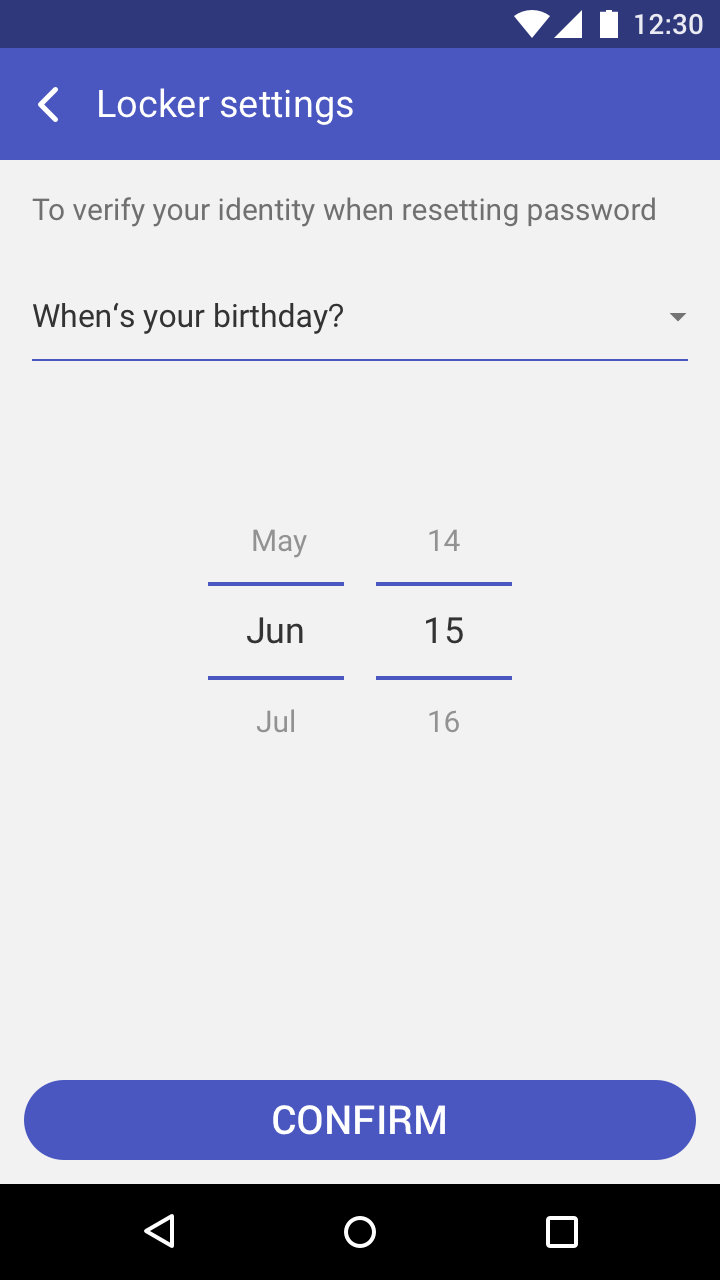 12:30
Locker settings
To verify your identity when resetting password
When‘s your birthday?
May 14
Jun 15
Jul 16
CONFIRM